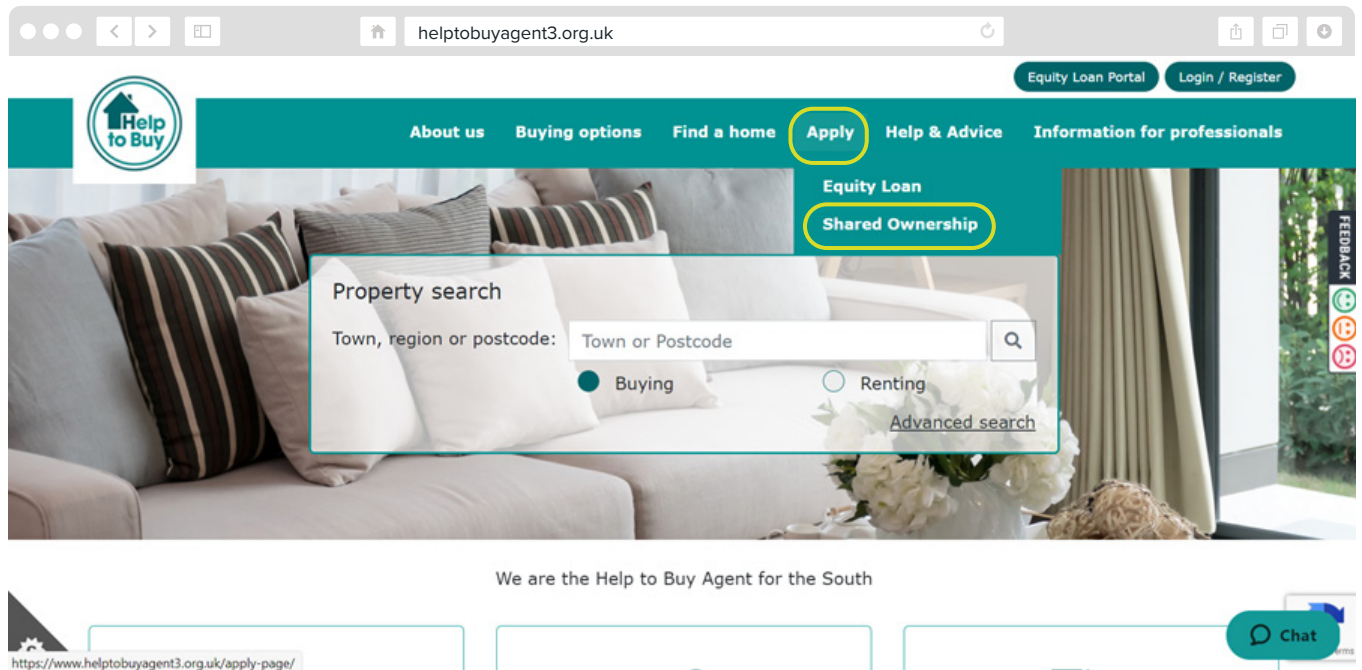 helptobuyagent3.org.uk
Equity Loan Portal
Login / Register
Help
to Buy
About us
Buying options
Find a home
Apply
Help & Advice
Information for professionals
Equity Loan
Shared Ownership
FEEDBACK
Property search
Town, region or postcode:
Town or Postcode
Buying
Renting
Advanced search
We are the Help to Buy Agent for the South
Chat
https://www.helptobuyagent3.org.uk/apply-page/